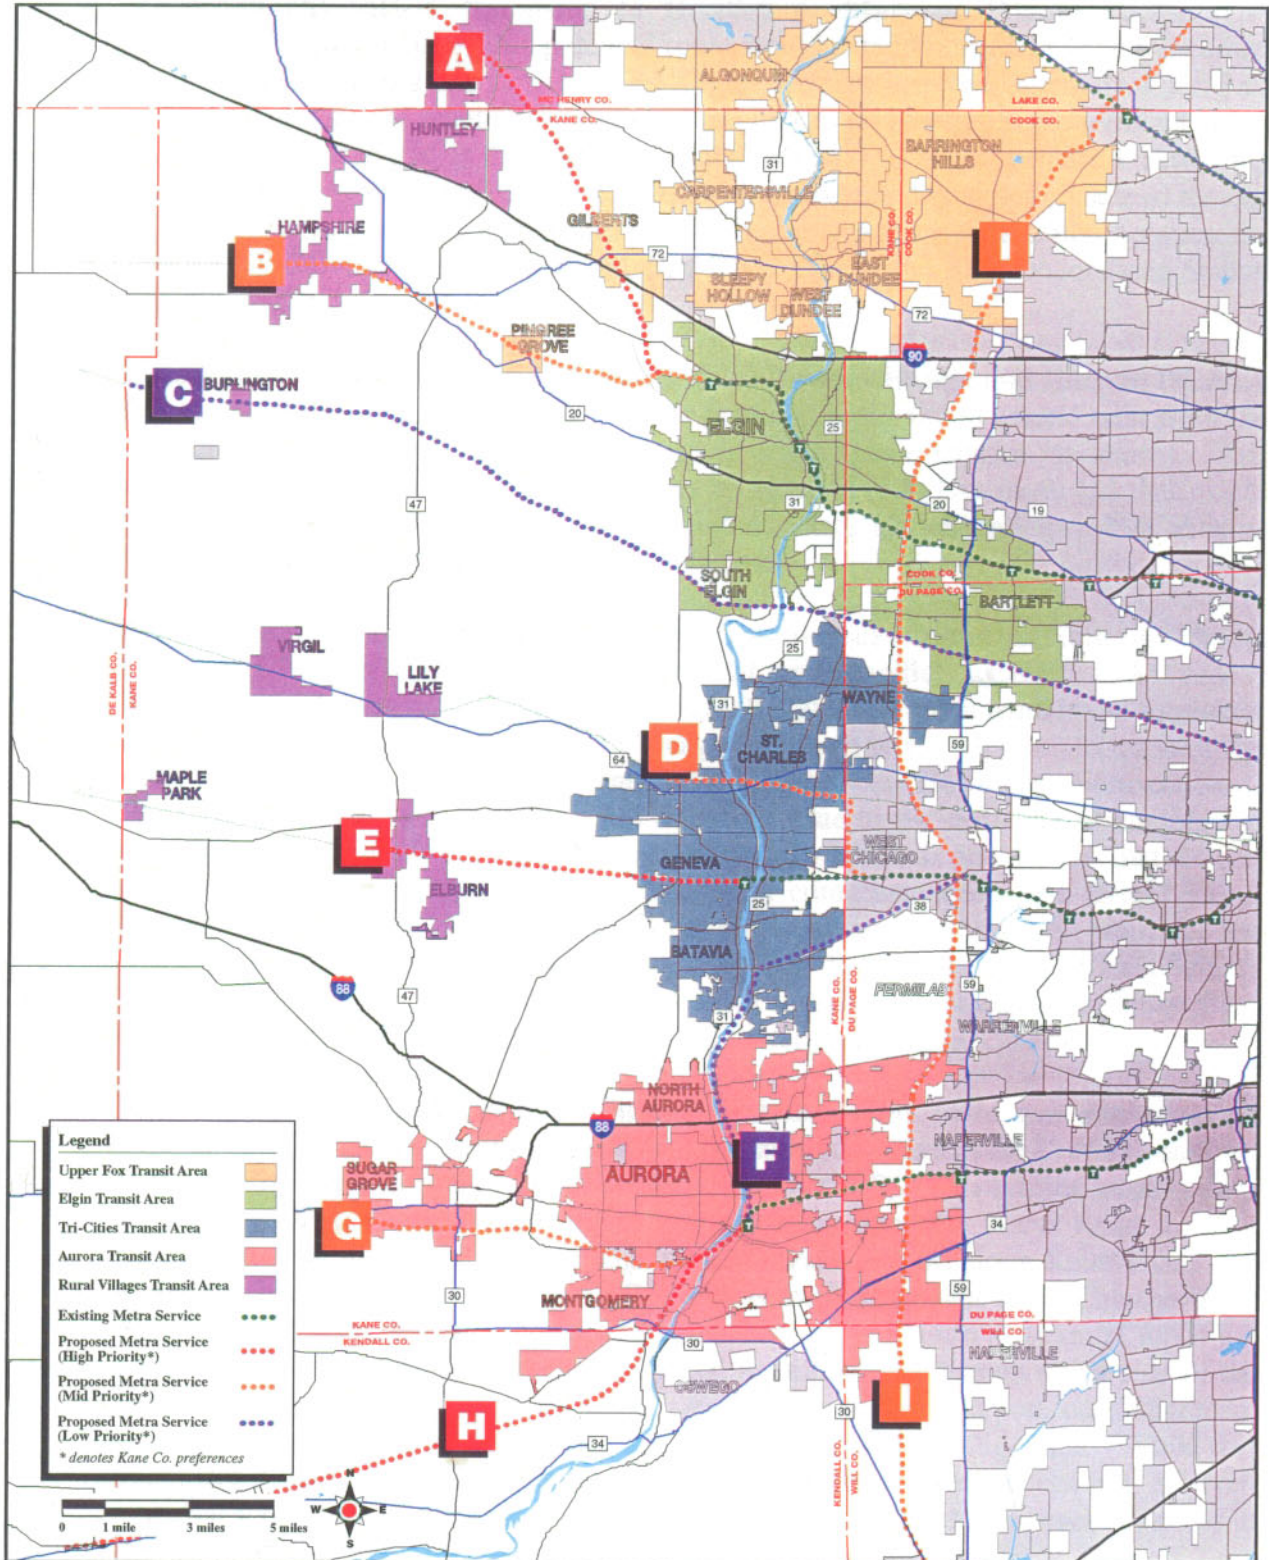 A
ALGONQUIN
MC HENRY CO.
KANE CO.
LAKE CO.
COOK CO.
HUNTLEY
BARRINGTON
HILLS
31
CARPENTERSVILLE
GILBERTS
HAMPSHIRE
KANE CO.
COOK CO.
B
I
72
EAST
DUNDEE
SLEEPY
HOLLOW
WEST
DUNDEE
72
PINGREE
GROVE
90
C
BURLINGTON
20
ELGIN
25
47
31
20
19
SOUTH
ELGIN
COOK CO.
DU PAGE CO.
BARTLETT
VIRGIL
25
LILY
LAKE
DE KALB CO.
KANE CO.
31
WAYNE
D
ST.
CHARLES
59
64
MAPLE
PARK
E
WEST
CHICAGO
GENEVA
ELBURN
25
38
BATAVIA
88
47
KANE CO.
DU PAGE CO.
FERMILAB
59
31
WARRENVILLE
NORTH
AURORA
88
NAPERVILLE
F
SUGAR
GROVE
AURORA
G
34
59
30
MONTGOMERY
KANE CO.
KENDALL CO.
DU PAGE CO.
WILL CO.
30
NAPERVILLE
OSWEGO
I
H
30
34
KENDALL CO.
WILL CO.
Legend
Upper Fox Transit Area
Elgin Transit Area
Tri-Cities Transit Area
Aurora Transit Area
Rural Villages Transit Area
Existing Metra Service
Proposed Metra Service
(High Priority*)
Proposed Metra Service
(Mid Priority*)
Proposed Metra Service
(Low Priority*)
* denotes Kane Co. preferences
N
W E
S
0 1 mile 3 miles 5 miles